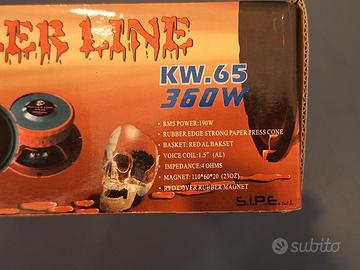 ER LINE
KW.65
360W
• RMS POWER: 190W
• RUBBER EDGE STRONG PAPER PRESS CONE
• BASKET: RED AL BAKSET
• VOICE COIL: 1.5" (AL)
IMPEDANCE: 4 OHMS
• MAGNET: 110*60*20 (23OZ)
• RED COVER RUBBER MAGNET
S.I.P.E.
subito